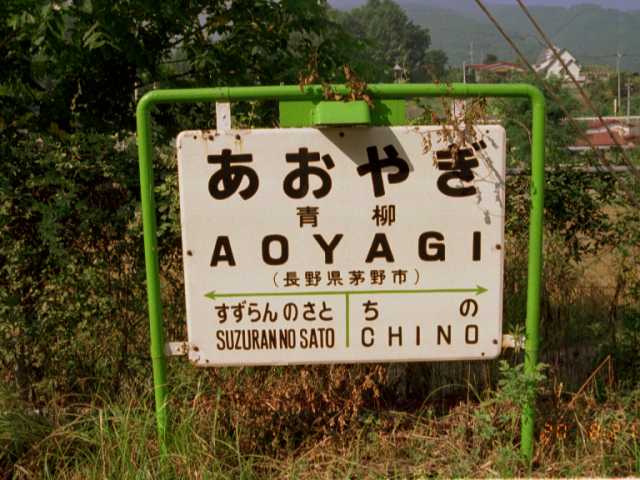 あおやぎ
青柳
AOYAGI
(長野県茅野市)
すずらんのさと ちの
SUZURAN NO SATO CHINO